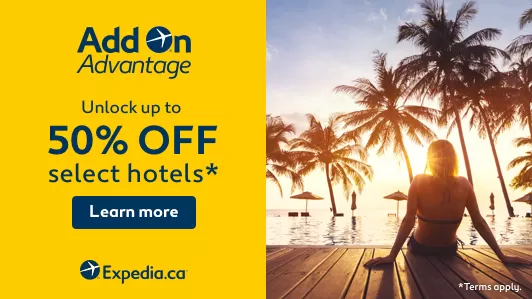 Add On
Advantage
Unlock up to
50% OFF
select hotels*
Learn more
Expedia.ca
*Terms apply.